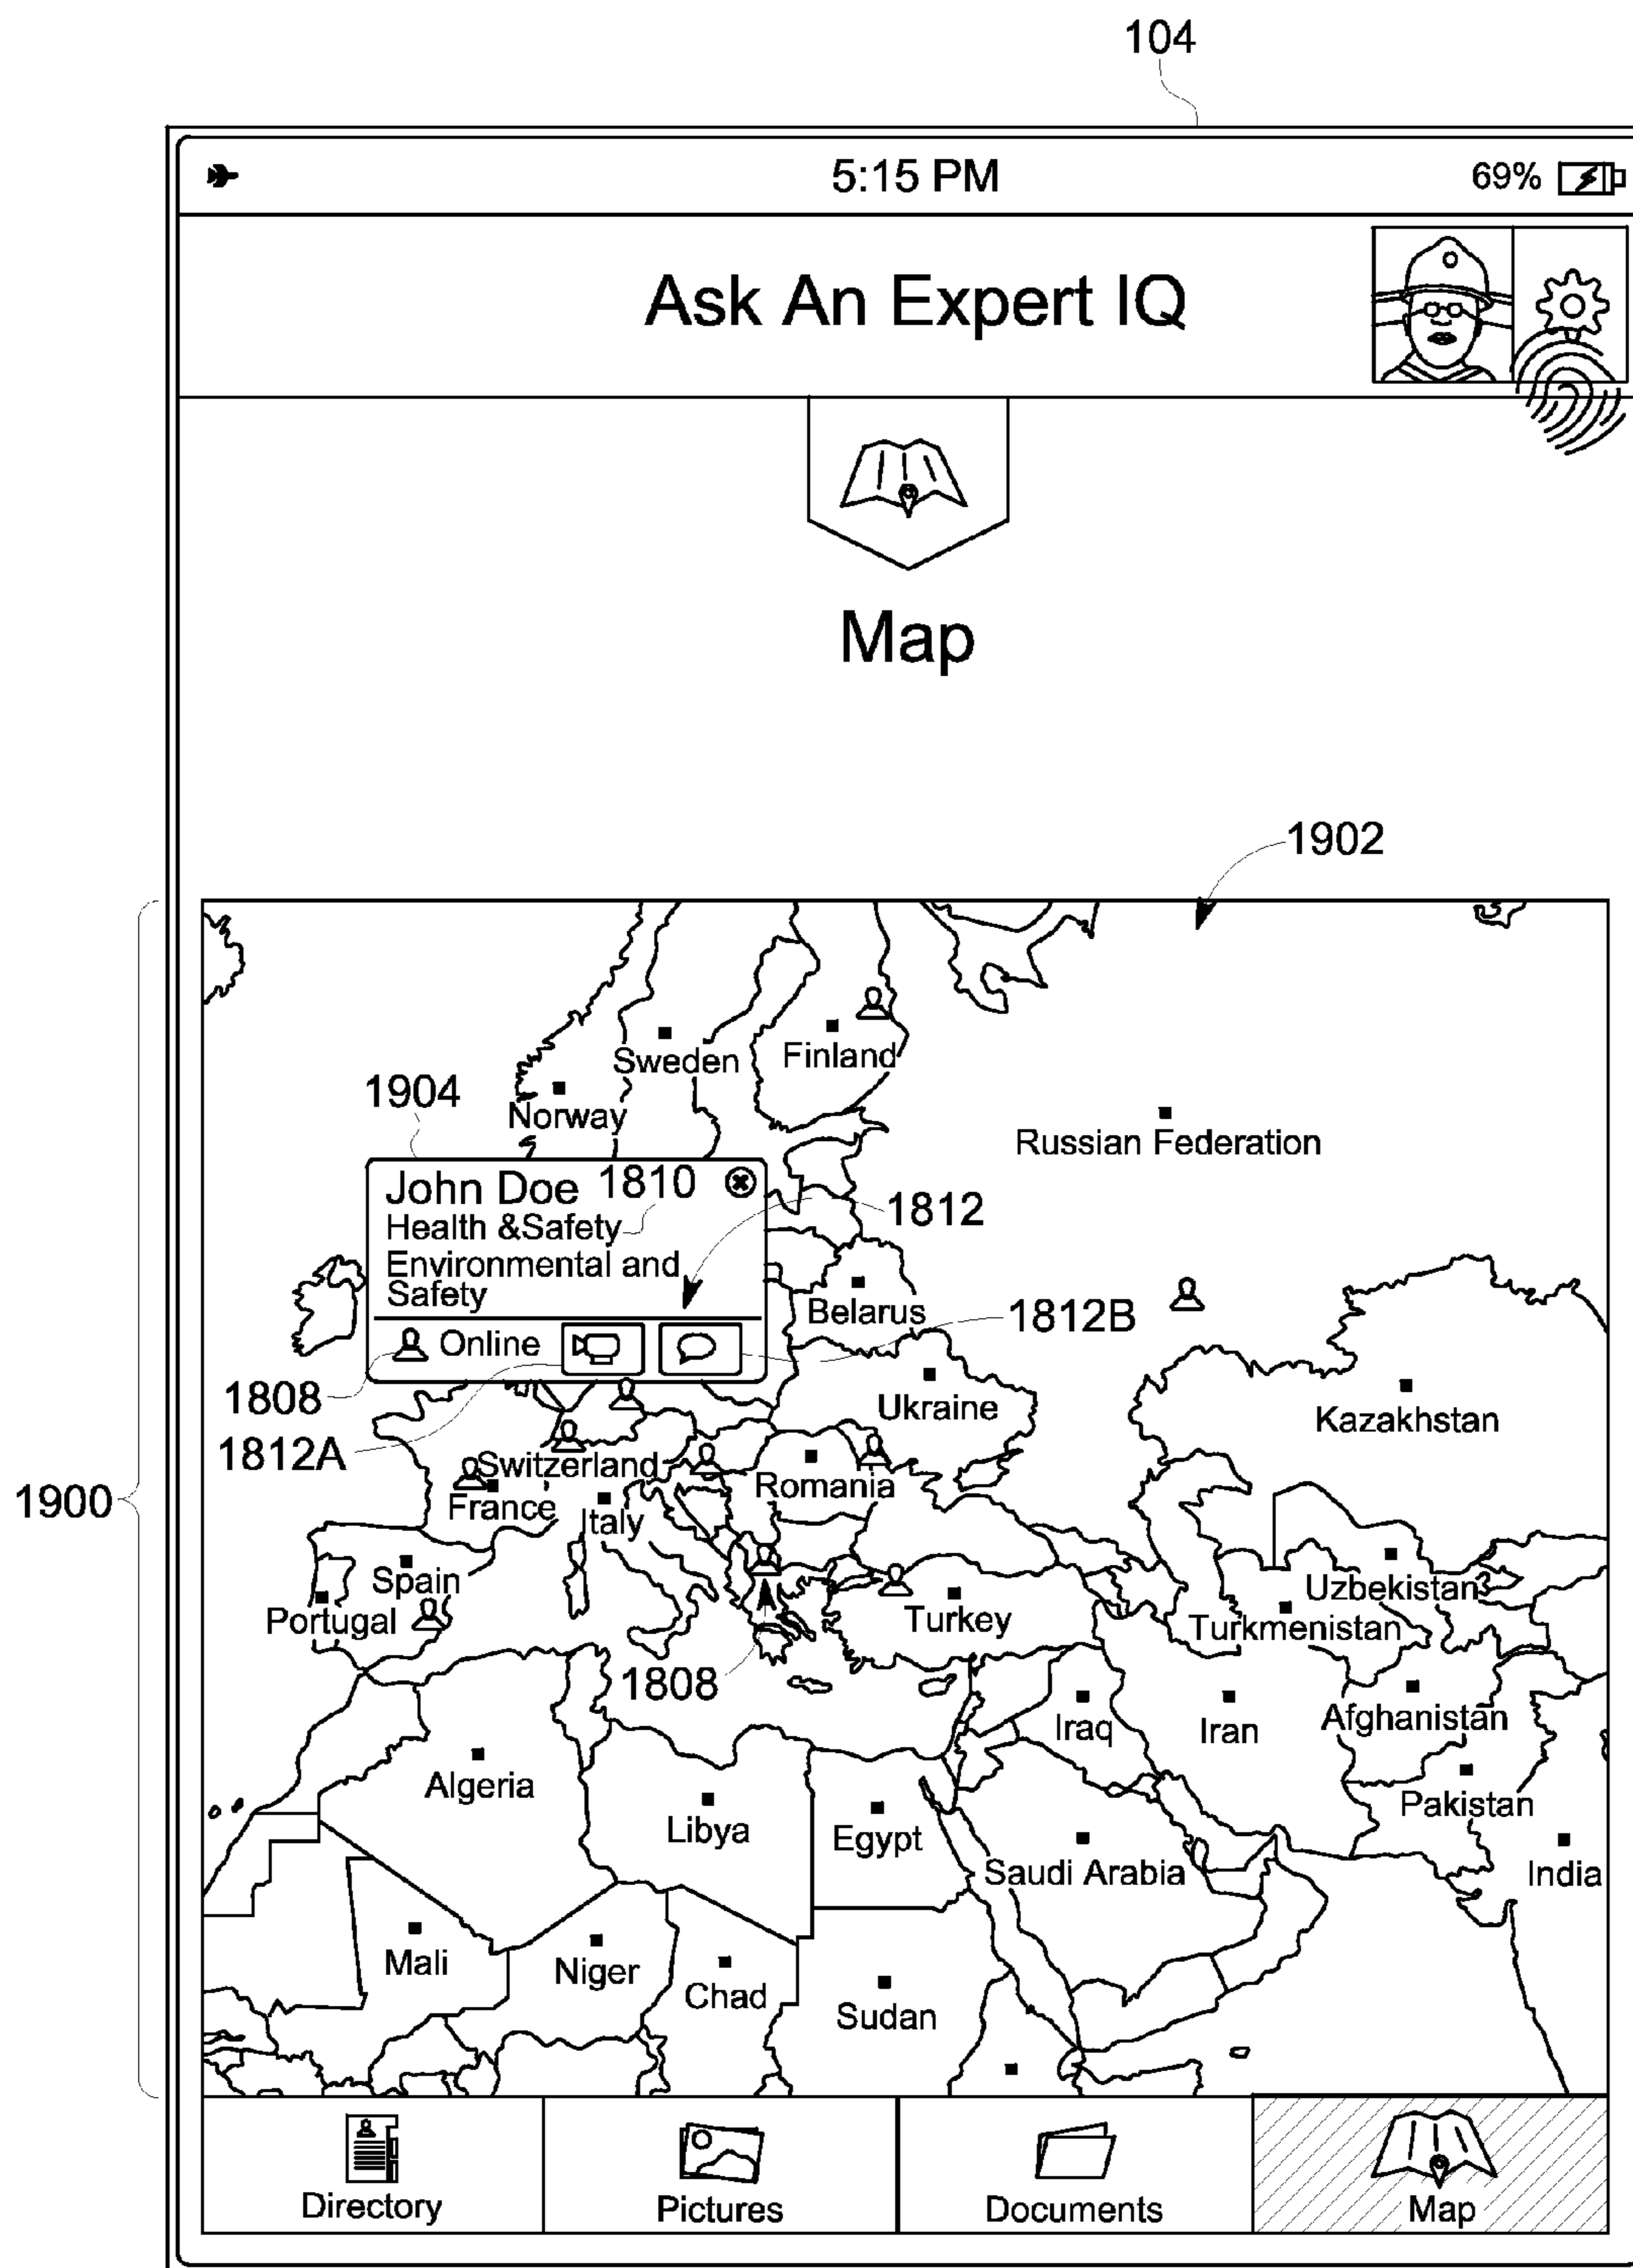 104
5:15 PM
69%
Ask An Expert IQ
Map
1902
Sweden
Finland
1904
Norway
Russian Federation
John Doe 1810
1812
Health &Safety
Environmental and
Safety
Belarus
1812B
Online
1808
Ukraine
Kazakhstan
1812A
Switzerland
Romania
1900
France
Italy
Spain
Uzbekistan
Portugal
Turkey
Turkmenistan
1808
Iraq
Iran
Afghanistan
Algeria
Pakistan
Libya
Egypt
Saudi Arabia
India
Mali
Niger
Chad
Sudan
Directory
Pictures
Documents
Map